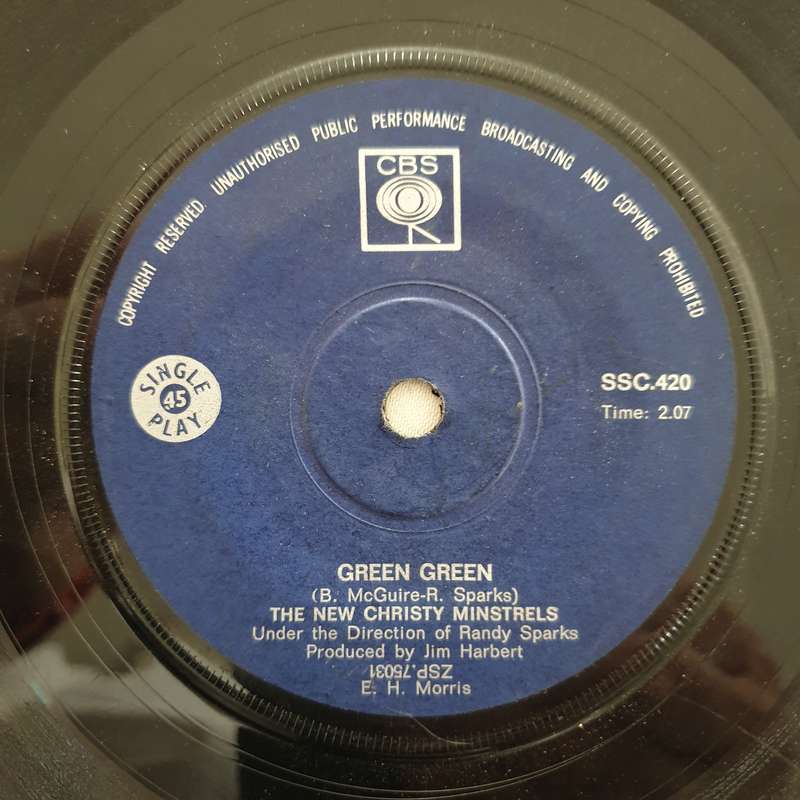 COPYRIGHT RESERVED. UNAUTHORISED PUBLIC PERFORMANCE BROADCASTING AND COPYING PROHIBITED
CBS
SINGLE
45
PLAY
SSC.420
Time: 2.07
GREEN GREEN
(B. McGuire-R. Sparks)
THE NEW CHRISTY MINSTRELS
Under the Direction of Randy Sparks
Produced by Jim Harbert
ZSP.75031
E. H. Morris